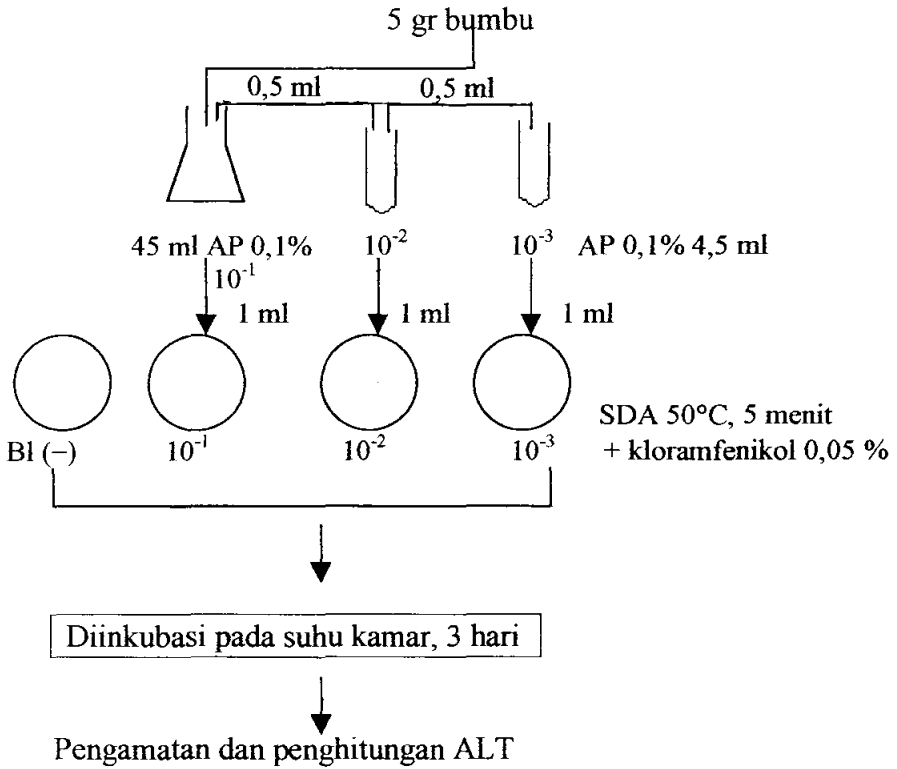 5 gr bumbu
0,5 ml 0,5 ml
45 ml AP 0,1% 10⁻² 10⁻³ AP 0,1% 4,5 ml
10⁻¹
1 ml 1 ml 1 ml
SDA 50°C, 5 menit
Bl (–) 10⁻¹ 10⁻² 10⁻³ + kloramfenikol 0,05 %
Diinkubasi pada suhu kamar, 3 hari
Pengamatan dan penghitungan ALT